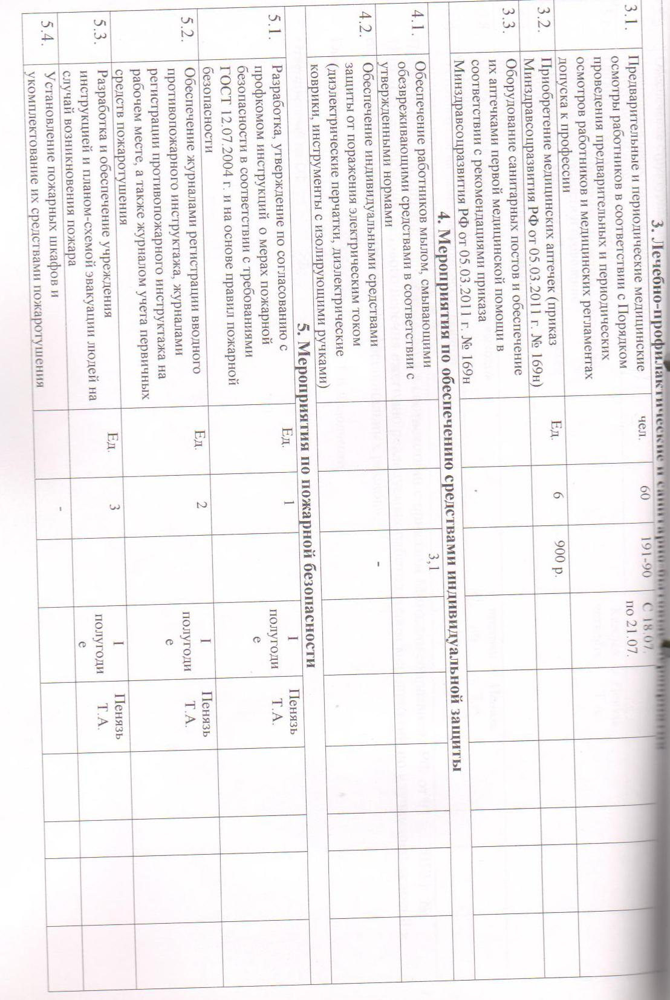 3. Лечебно-профилактические и санитарно-бытовые мероприятия
3.1. Предварительные и периодические медицинские чел. 60 191-90 С 18.07.
осмотры работников в соответствии с Порядком по 21.07.
проведения предварительных и периодических
осмотров работников и медицинских регламентах
допуска к профессии
3.2. Приобретение медицинских аптечек (приказ Ед. 6 900 р.
Минздравсоцразвития РФ от 05.03.2011 г. № 169н)
3.3. Оборудование санитарных постов и обеспечение
их аптечками первой медицинской помощи в
соответствии с рекомендациями приказа
Минздравсоцразвития РФ от 05.03.2011 г. № 169н
4. Мероприятия по обеспечению средствами индивидуальной защиты
4.1. Обеспечение работников мылом, смывающими 3,1
обезвреживающими средствами в соответствии с
утвержденными нормами
4.2. Обеспечение индивидуальными средствами -
защиты от поражения электрическим током
(диэлектрические перчатки, диэлектрические
коврики, инструменты с изолирующими ручками)
5. Мероприятия по пожарной безопасности
5.1. Разработка, утверждение по согласованию с Ед. 1 I Пенязь
профкомом инструкций о мерах пожарной полугоди Т.А.
безопасности в соответствии с требованиями е
ГОСТ 12.07.2004 г. и на основе правил пожарной
безопасности
5.2. Обеспечение журналами регистрации вводного Ед. 2 I Пенязь
противопожарного инструктажа, журналами полугоди Т.А.
регистрации противопожарного инструктажа на е
рабочем месте, а также журналом учета первичных
средств пожаротушения
5.3. Разработка и обеспечение учреждения Ед. 3 I Пенязь
инструкцией и планом-схемой эвакуации людей на полугоди Т.А.
случай возникновения пожара е
5.4. Установление пожарных шкафов и -
укомплектование их средствами пожаротушения